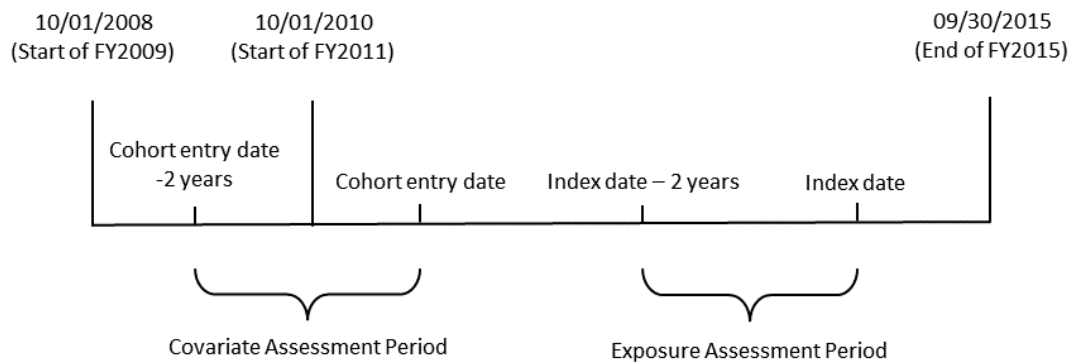 10/01/2008
(Start of FY2009)
10/01/2010
(Start of FY2011)
09/30/2015
(End of FY2015)
Cohort entry date
-2 years
Cohort entry date
Index date – 2 years
Index date
Covariate Assessment Period
Exposure Assessment Period